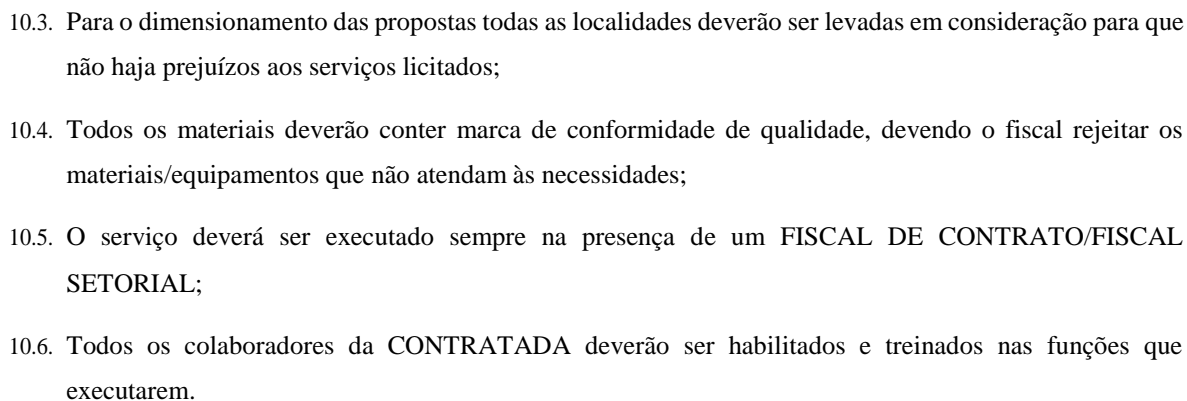 10.3. Para o dimensionamento das propostas todas as localidades deverão ser levadas em consideração para que
não haja prejuízos aos serviços licitados;
10.4. Todos os materiais deverão conter marca de conformidade de qualidade, devendo o fiscal rejeitar os
materiais/equipamentos que não atendam às necessidades;
10.5. O serviço deverá ser executado sempre na presença de um FISCAL DE CONTRATO/FISCAL
SETORIAL;
10.6. Todos os colaboradores da CONTRATADA deverão ser habilitados e treinados nas funções que
executarem.